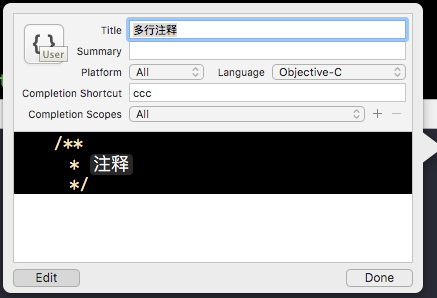 Title 多行注释
{ }
User
Summary
Platform All Language Objective-C
Completion Shortcut ccc
Completion Scopes All + −
/**
* 注释
*/
Edit Done